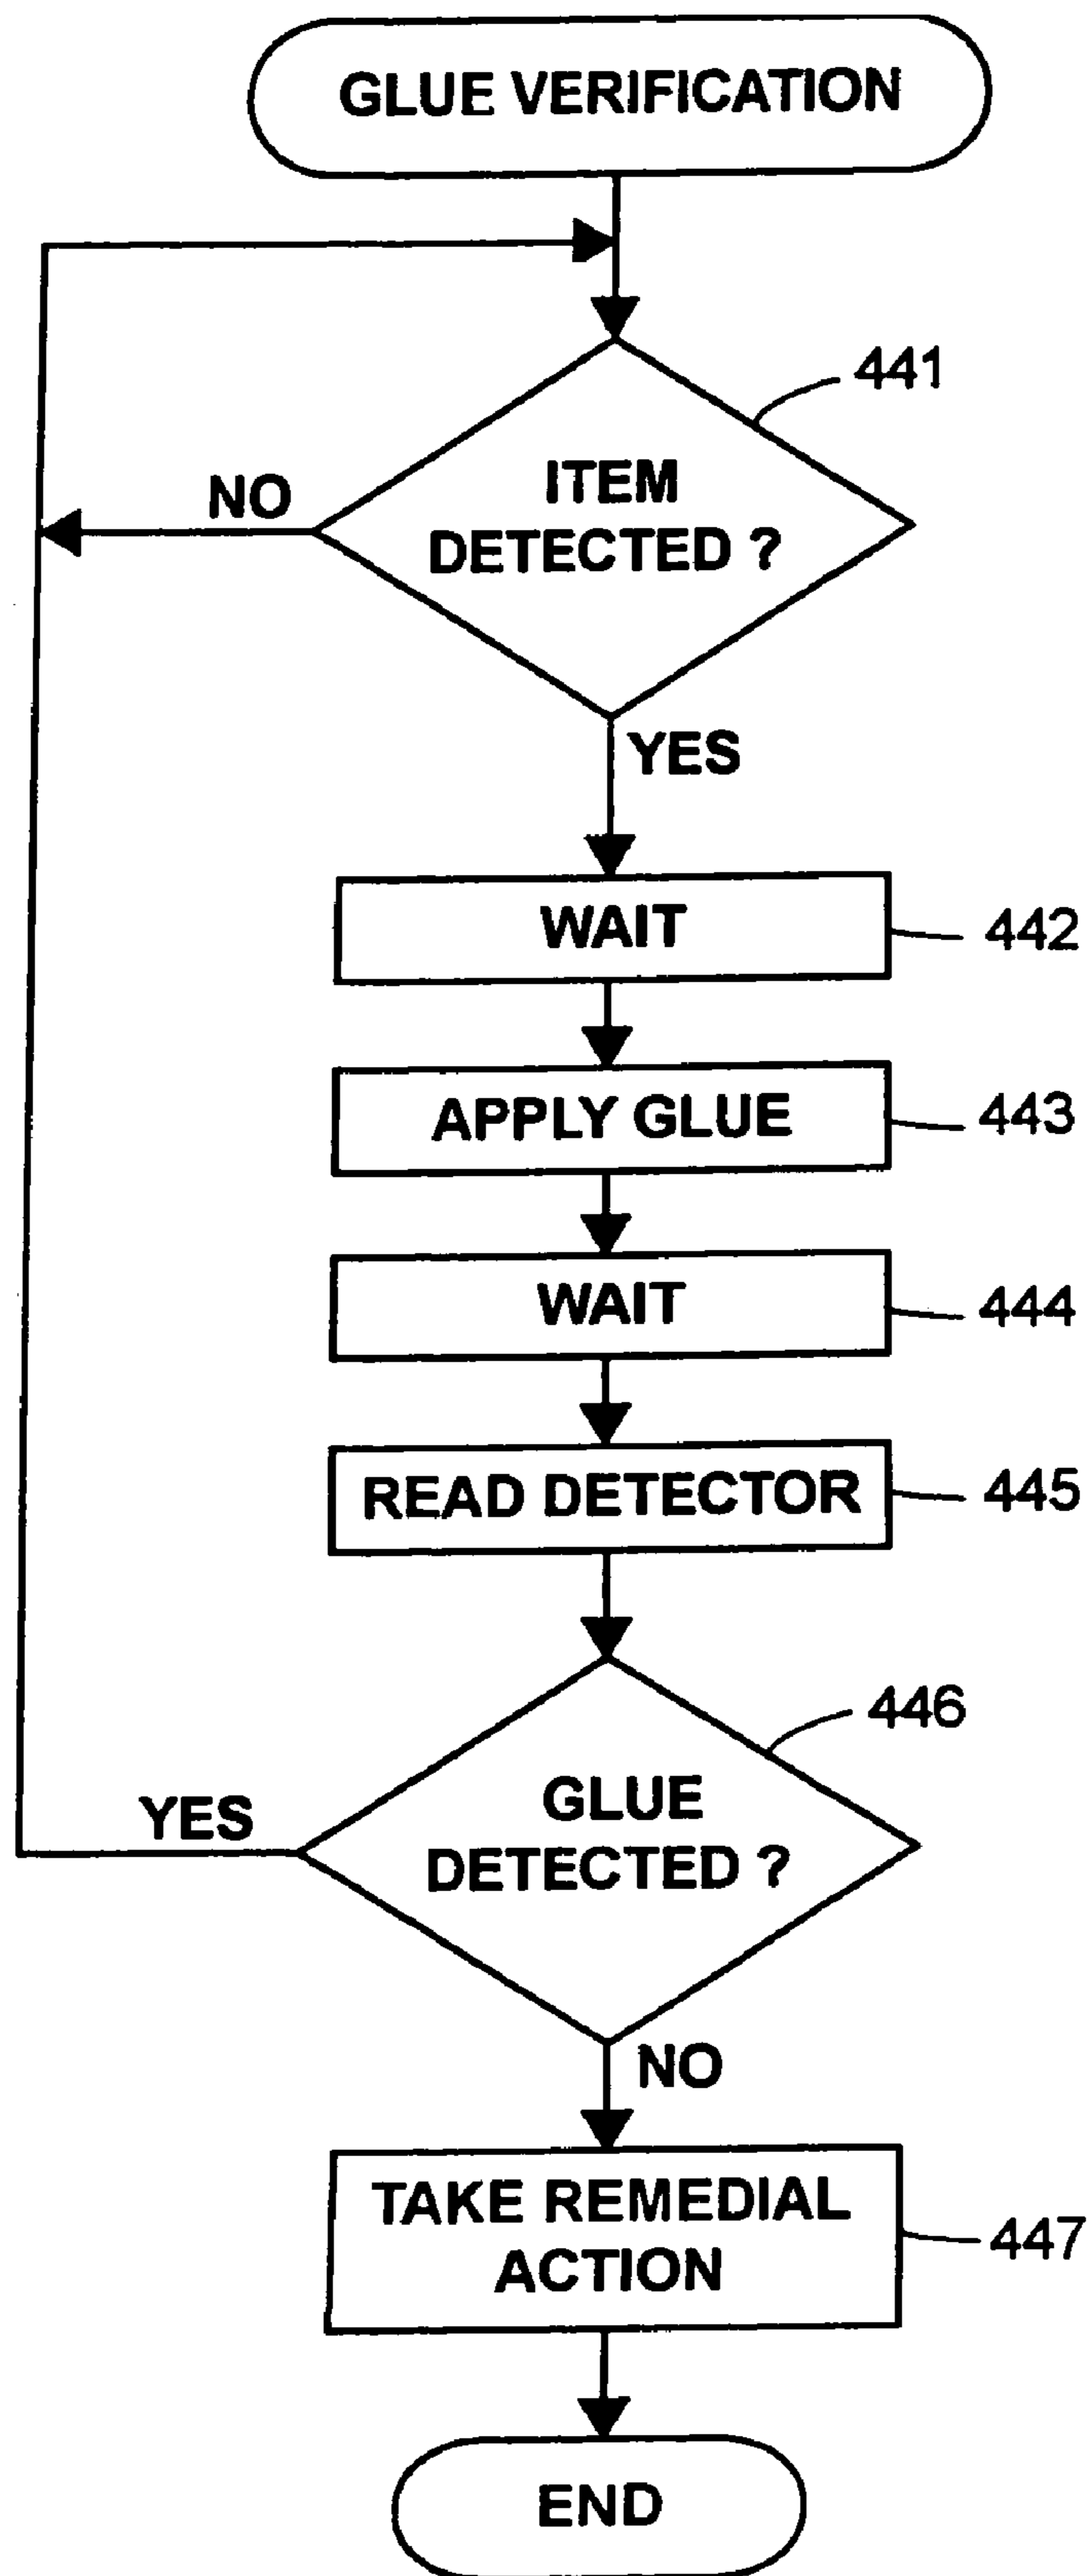 GLUE VERIFICATION
441
ITEM
DETECTED ?
NO
YES
WAIT
442
APPLY GLUE
443
WAIT
444
READ DETECTOR
445
446
GLUE
DETECTED ?
YES
NO
TAKE REMEDIAL
ACTION
447
END